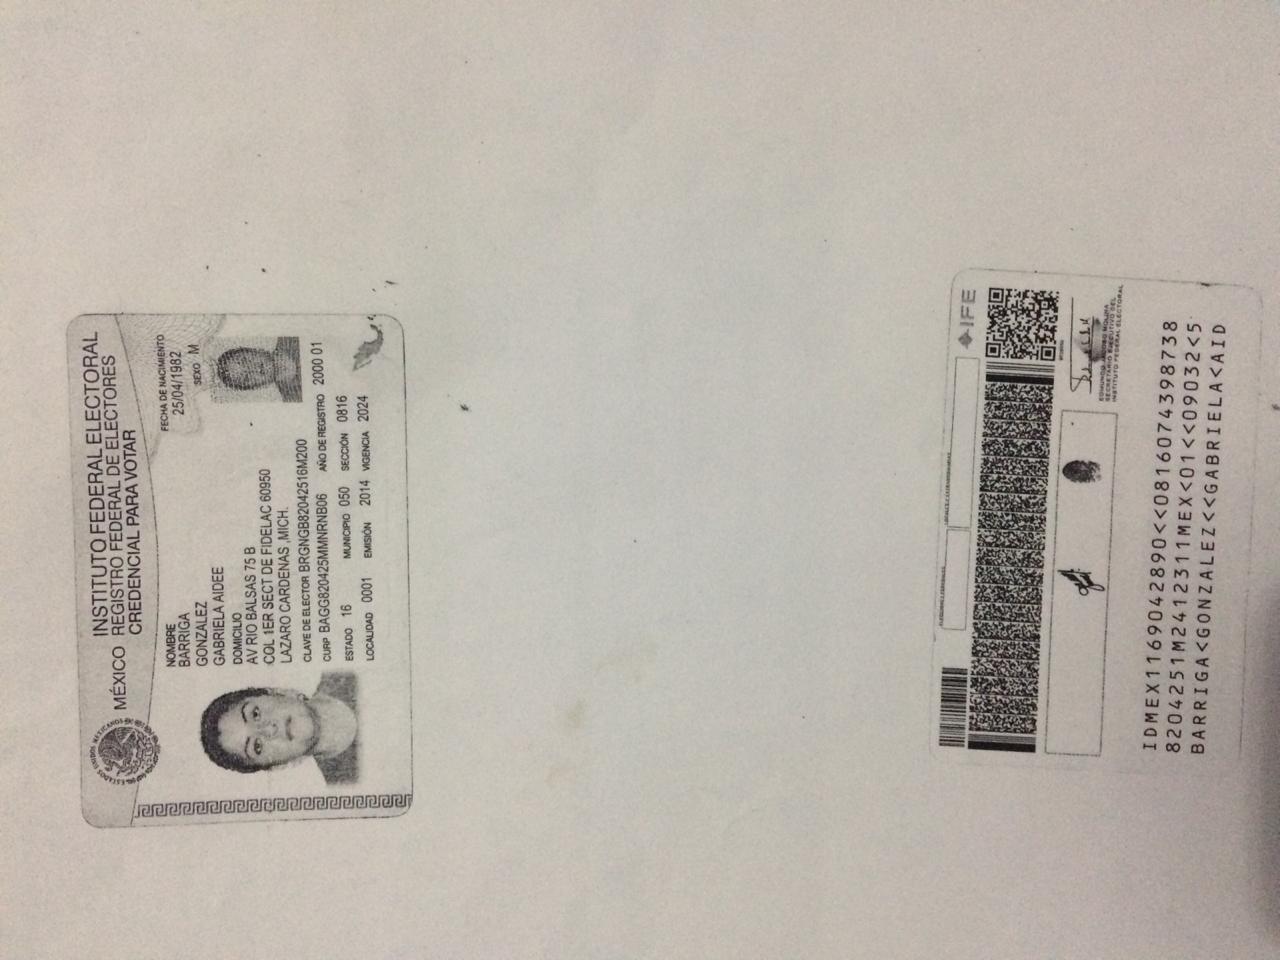 INSTITUTO FEDERAL ELECTORAL
MÉXICO REGISTRO FEDERAL DE ELECTORES
CREDENCIAL PARA VOTAR
ESTADOS UNIDOS MEXICANOS
FECHA DE NACIMIENTO
25/04/1982
SEXO M
NOMBRE
BARRIGA
GONZALEZ
GABRIELA AIDEE
DOMICILIO
AV RIO BALSAS 75 B
COL 1ER SECT DE FIDELAC 60950
LAZARO CARDENAS ,MICH.
CLAVE DE ELECTOR BRGNGB82042516M200
CURP BAGG820425MMNRNB06 AÑO DE REGISTRO 2000 01
ESTADO 16 MUNICIPIO 050 SECCIÓN 0816
LOCALIDAD 0001 EMISIÓN 2014 VIGENCIA 2024
ELECCIONES FEDERALES LOCALES Y EXTRAORDINARIAS
IFE
EDMUNDO JACOBO MOLINA
SECRETARIO EJECUTIVO DEL
INSTITUTO FEDERAL ELECTORAL
IDMEX1169042890<<0816074398738
8204251M2412311MEX<01<<09032<5
BARRIGA<GONZALEZ<<GABRIELA<AID